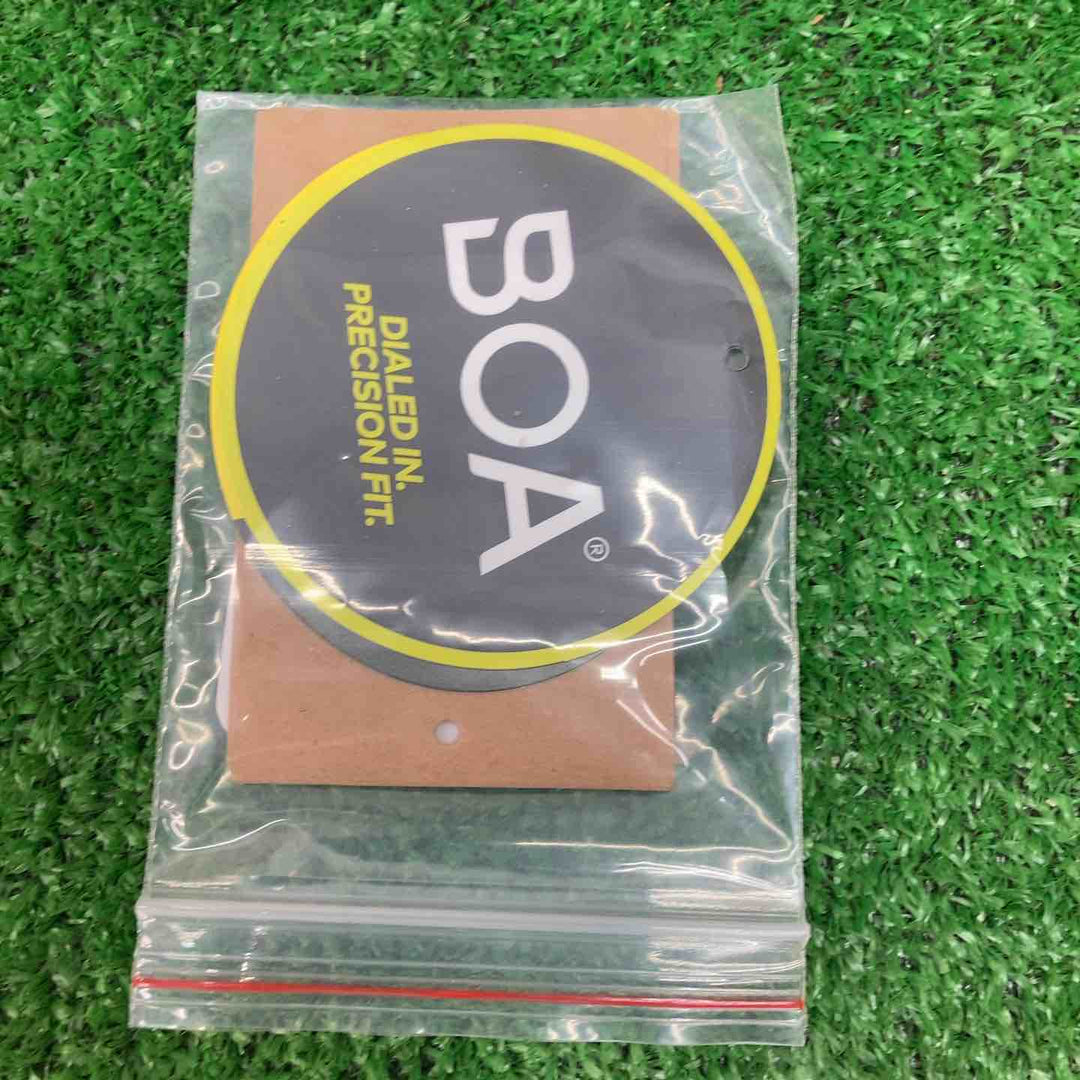 BOA®
DIALED IN.
PRECISION FIT.